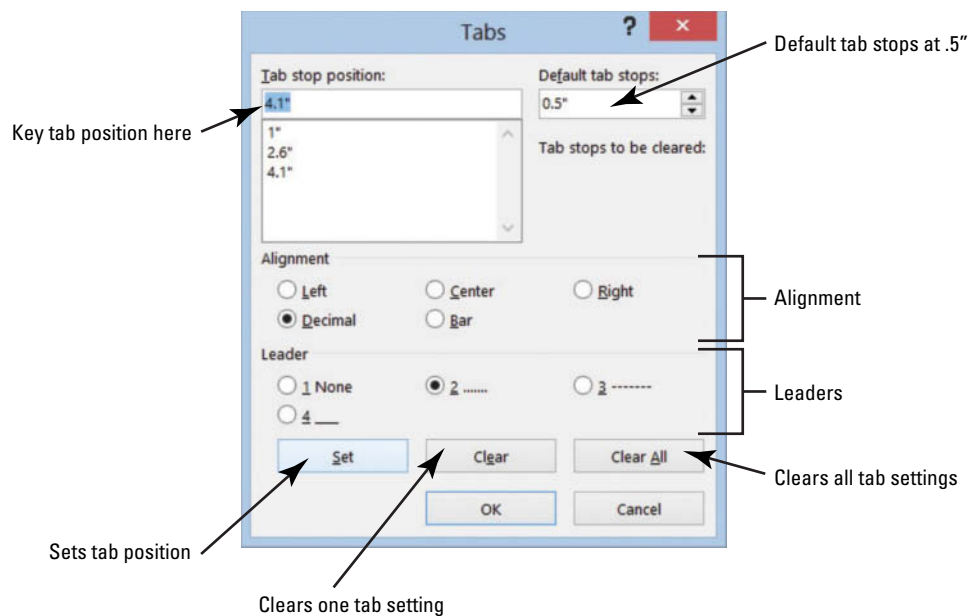 Tabs
?
×
Default tab stops at .5"
Tab stop position:
Default tab stops:
4.1"
0.5"
Key tab position here
1"
2.6"
4.1"
Tab stops to be cleared:
Alignment
Left
Center
Right
Decimal
Bar
Alignment
Leader
1 None
2 .......
3 -------
4 ___
Leaders
Set
Clear
Clear All
Clears all tab settings
OK
Cancel
Sets tab position
Clears one tab setting